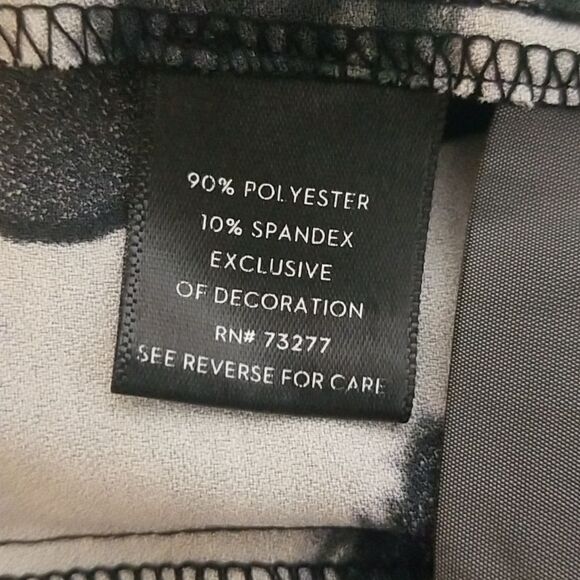 90% POLYESTER
10% SPANDEX
EXCLUSIVE
OF DECORATION
RN# 73277
SEE REVERSE FOR CARE